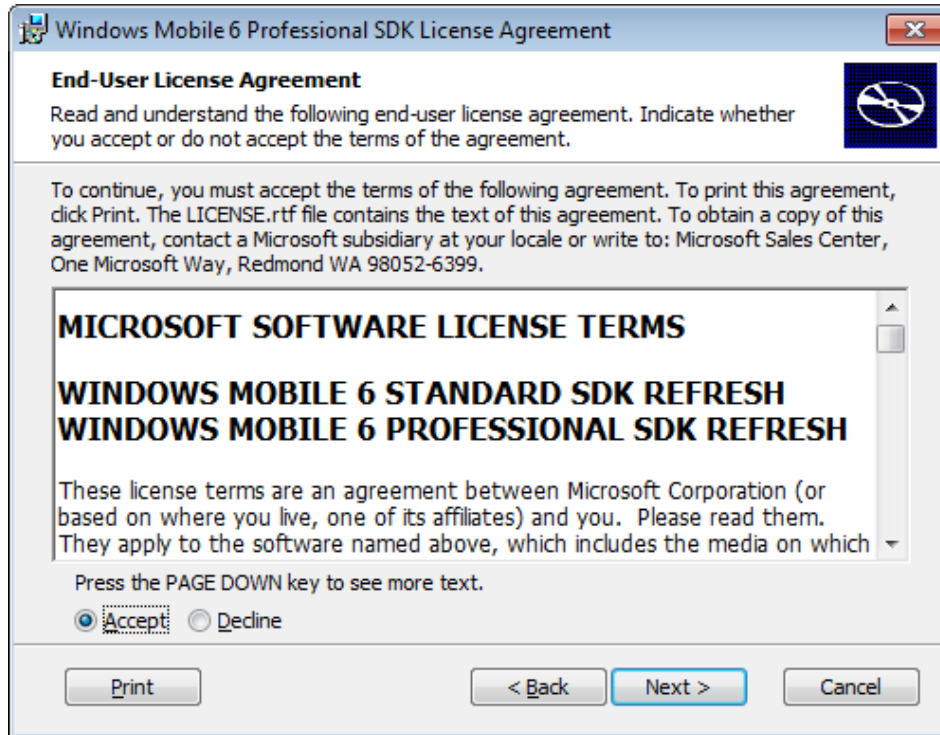 Windows Mobile 6 Professional SDK License Agreement
End-User License Agreement
Read and understand the following end-user license agreement. Indicate whether
you accept or do not accept the terms of the agreement.
To continue, you must accept the terms of the following agreement. To print this agreement,
click Print. The LICENSE.rtf file contains the text of this agreement. To obtain a copy of this
agreement, contact a Microsoft subsidiary at your locale or write to: Microsoft Sales Center,
One Microsoft Way, Redmond WA 98052-6399.
MICROSOFT SOFTWARE LICENSE TERMS
WINDOWS MOBILE 6 STANDARD SDK REFRESH
WINDOWS MOBILE 6 PROFESSIONAL SDK REFRESH
These license terms are an agreement between Microsoft Corporation (or
based on where you live, one of its affiliates) and you.  Please read them.
They apply to the software named above, which includes the media on which
Press the PAGE DOWN key to see more text.
Accept Decline
Print < Back Next > Cancel